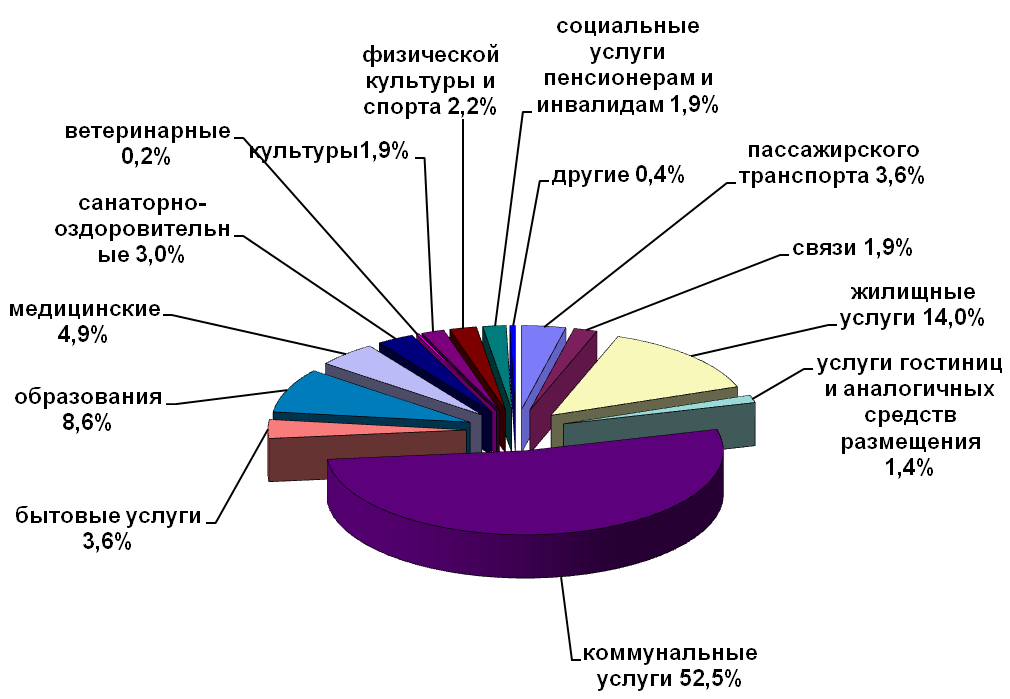 социальные
услуги
пенсионерам и
инвалидам 1,9%
физической
культуры и
спорта 2,2%
ветеринарные
0,2%
культуры1,9%
другие 0,4%
пассажирского
транспорта 3,6%
санаторно-
оздоровительн
ые 3,0%
связи 1,9%
медицинские
4,9%
жилищные
услуги 14,0%
образования
8,6%
услуги гостиниц
и аналогичных
средств
размещения
1,4%
бытовые услуги
3,6%
коммунальные
услуги 52,5%